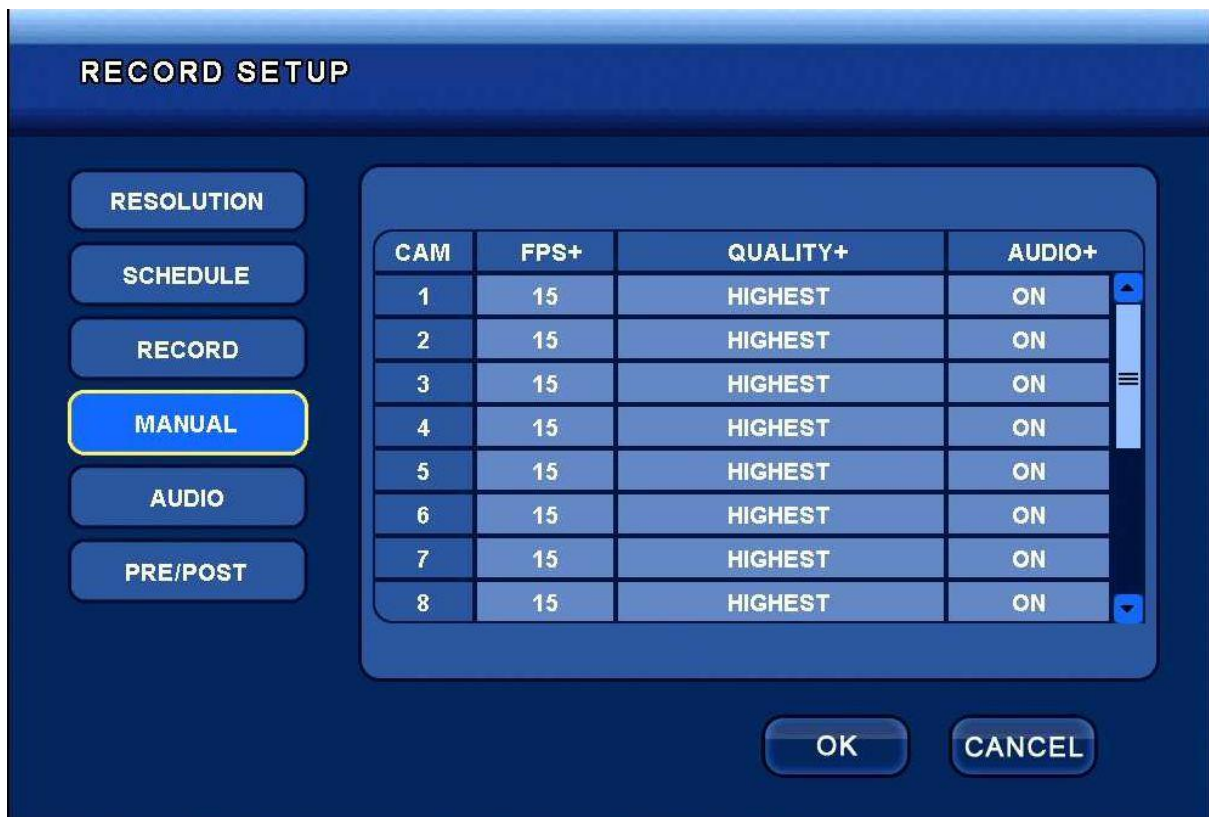 RECORD SETUP
RESOLUTION
SCHEDULE
RECORD
MANUAL
AUDIO
PRE/POST
CAM FPS+ QUALITY+ AUDIO+
1 15 HIGHEST ON
2 15 HIGHEST ON
3 15 HIGHEST ON
4 15 HIGHEST ON
5 15 HIGHEST ON
6 15 HIGHEST ON
7 15 HIGHEST ON
8 15 HIGHEST ON
OK CANCEL